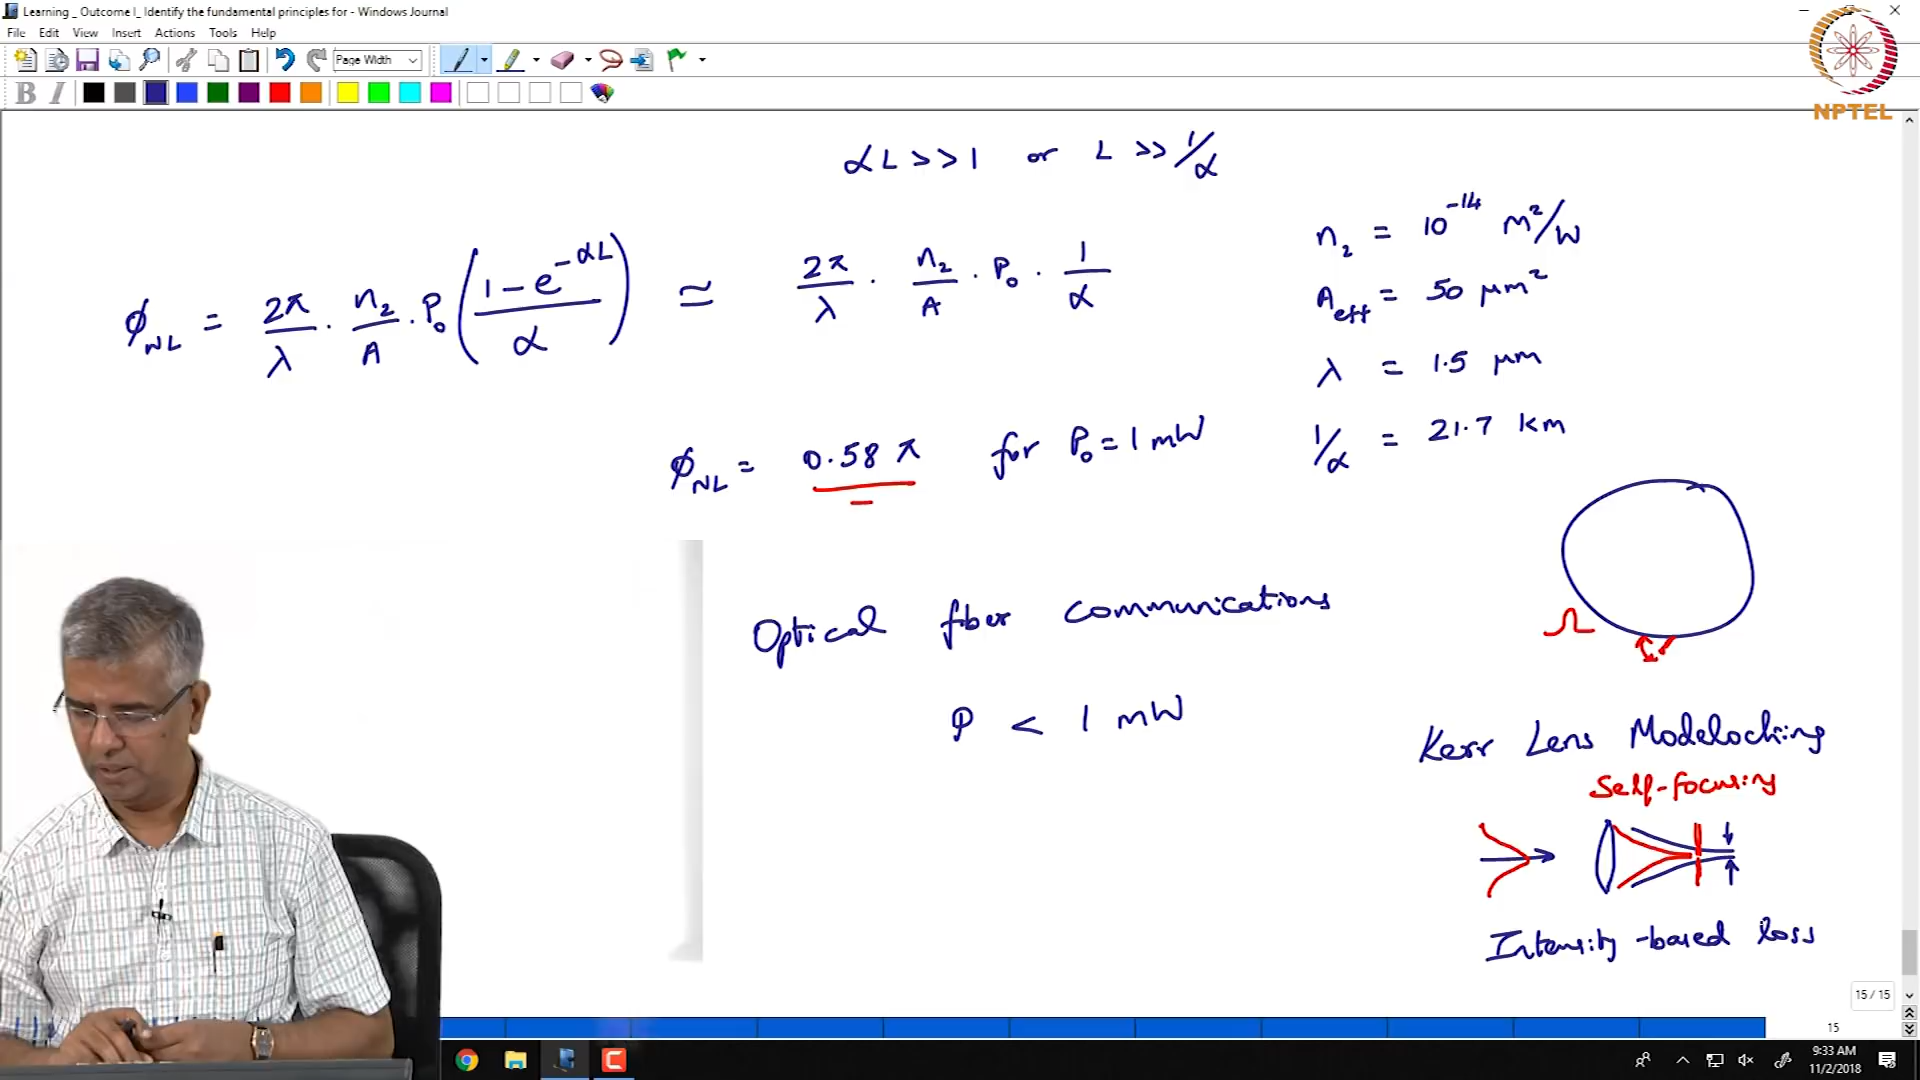 Learning _ Outcome I_ Identify the fundamental principles for - Windows Journal
File Edit View Insert Actions Tools Help
Page Width
B I
NPTEL
αL >> 1 or L >> 1/α
n₂ = 10⁻¹⁴ m²/W
A_eff = 50 μm²
λ = 1.5 μm
1/α = 21.7 km
ϕ_NL = 2π/λ · n₂/A · P₀ ((1 - e^-αL)/α) ≃ 2π/λ · n₂/A · P₀ · 1/α
ϕ_NL = 0.58 π for P₀ = 1 mW
Optical fiber communications
P < 1 mW
Kerr Lens Modelocking
Self-focusing
Intensity-based loss
15 / 15
15
9:33 AM
11/2/2018